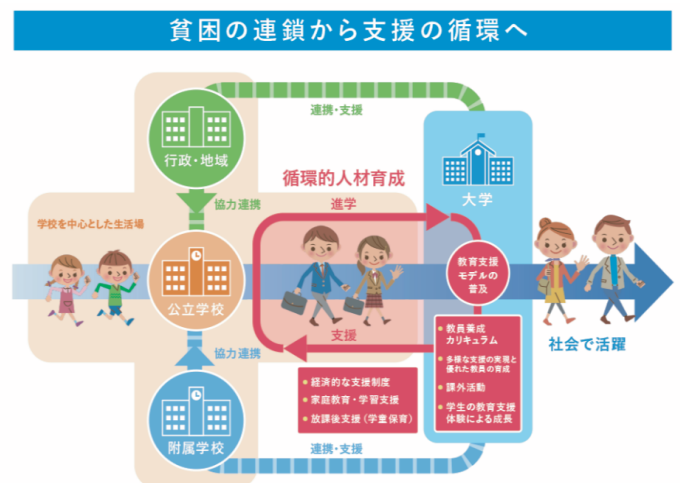 貧困の連鎖から支援の循環へ
連携・支援
行政・地域
大学
循環的人材育成
協力連携
進学
学校を中心とした生活場
教育支援
モデルの
普及
公立学校
支援
社会で活躍
協力連携
● 教員養成
カリキュラム
● 多様な支援の実現と
優れた教員の育成
● 課外活動
● 学生の教育支援
体験による成長
● 経済的な支援制度
● 家庭教育・学習支援
● 放課後支援(学童保育)
附属学校
連携・支援